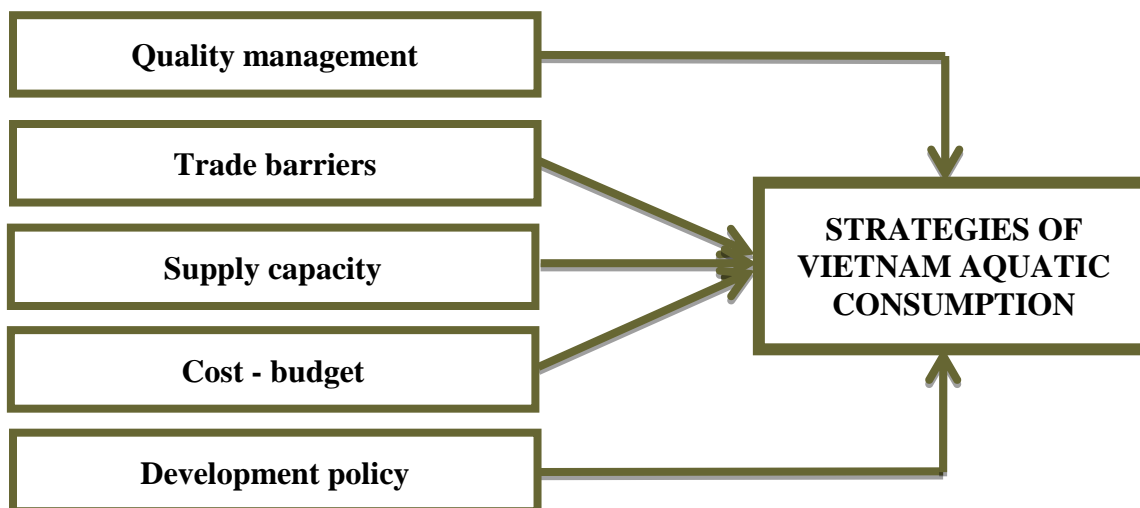 Quality management
Trade barriers
Supply capacity
Cost - budget
Development policy
STRATEGIES OF
VIETNAM AQUATIC
CONSUMPTION